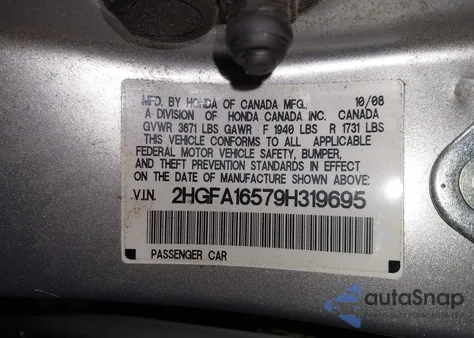 MFD. BY HONDA OF CANADA MFG. 10/08
A DIVISION OF HONDA CANADA INC. CANADA
GVWR 3671 LBS GAWR F 1940 LBS R 1731 LBS
THIS VEHICLE CONFORMS TO ALL APPLICABLE
FEDERAL MOTOR VEHICLE SAFETY, BUMPER,
AND THEFT PREVENTION STANDARDS IN EFFECT
ON THE DATE OF MANUFACTURE SHOWN ABOVE:
V.I.N. 2HGFA16579H319695
PASSENGER CAR
autoSnap